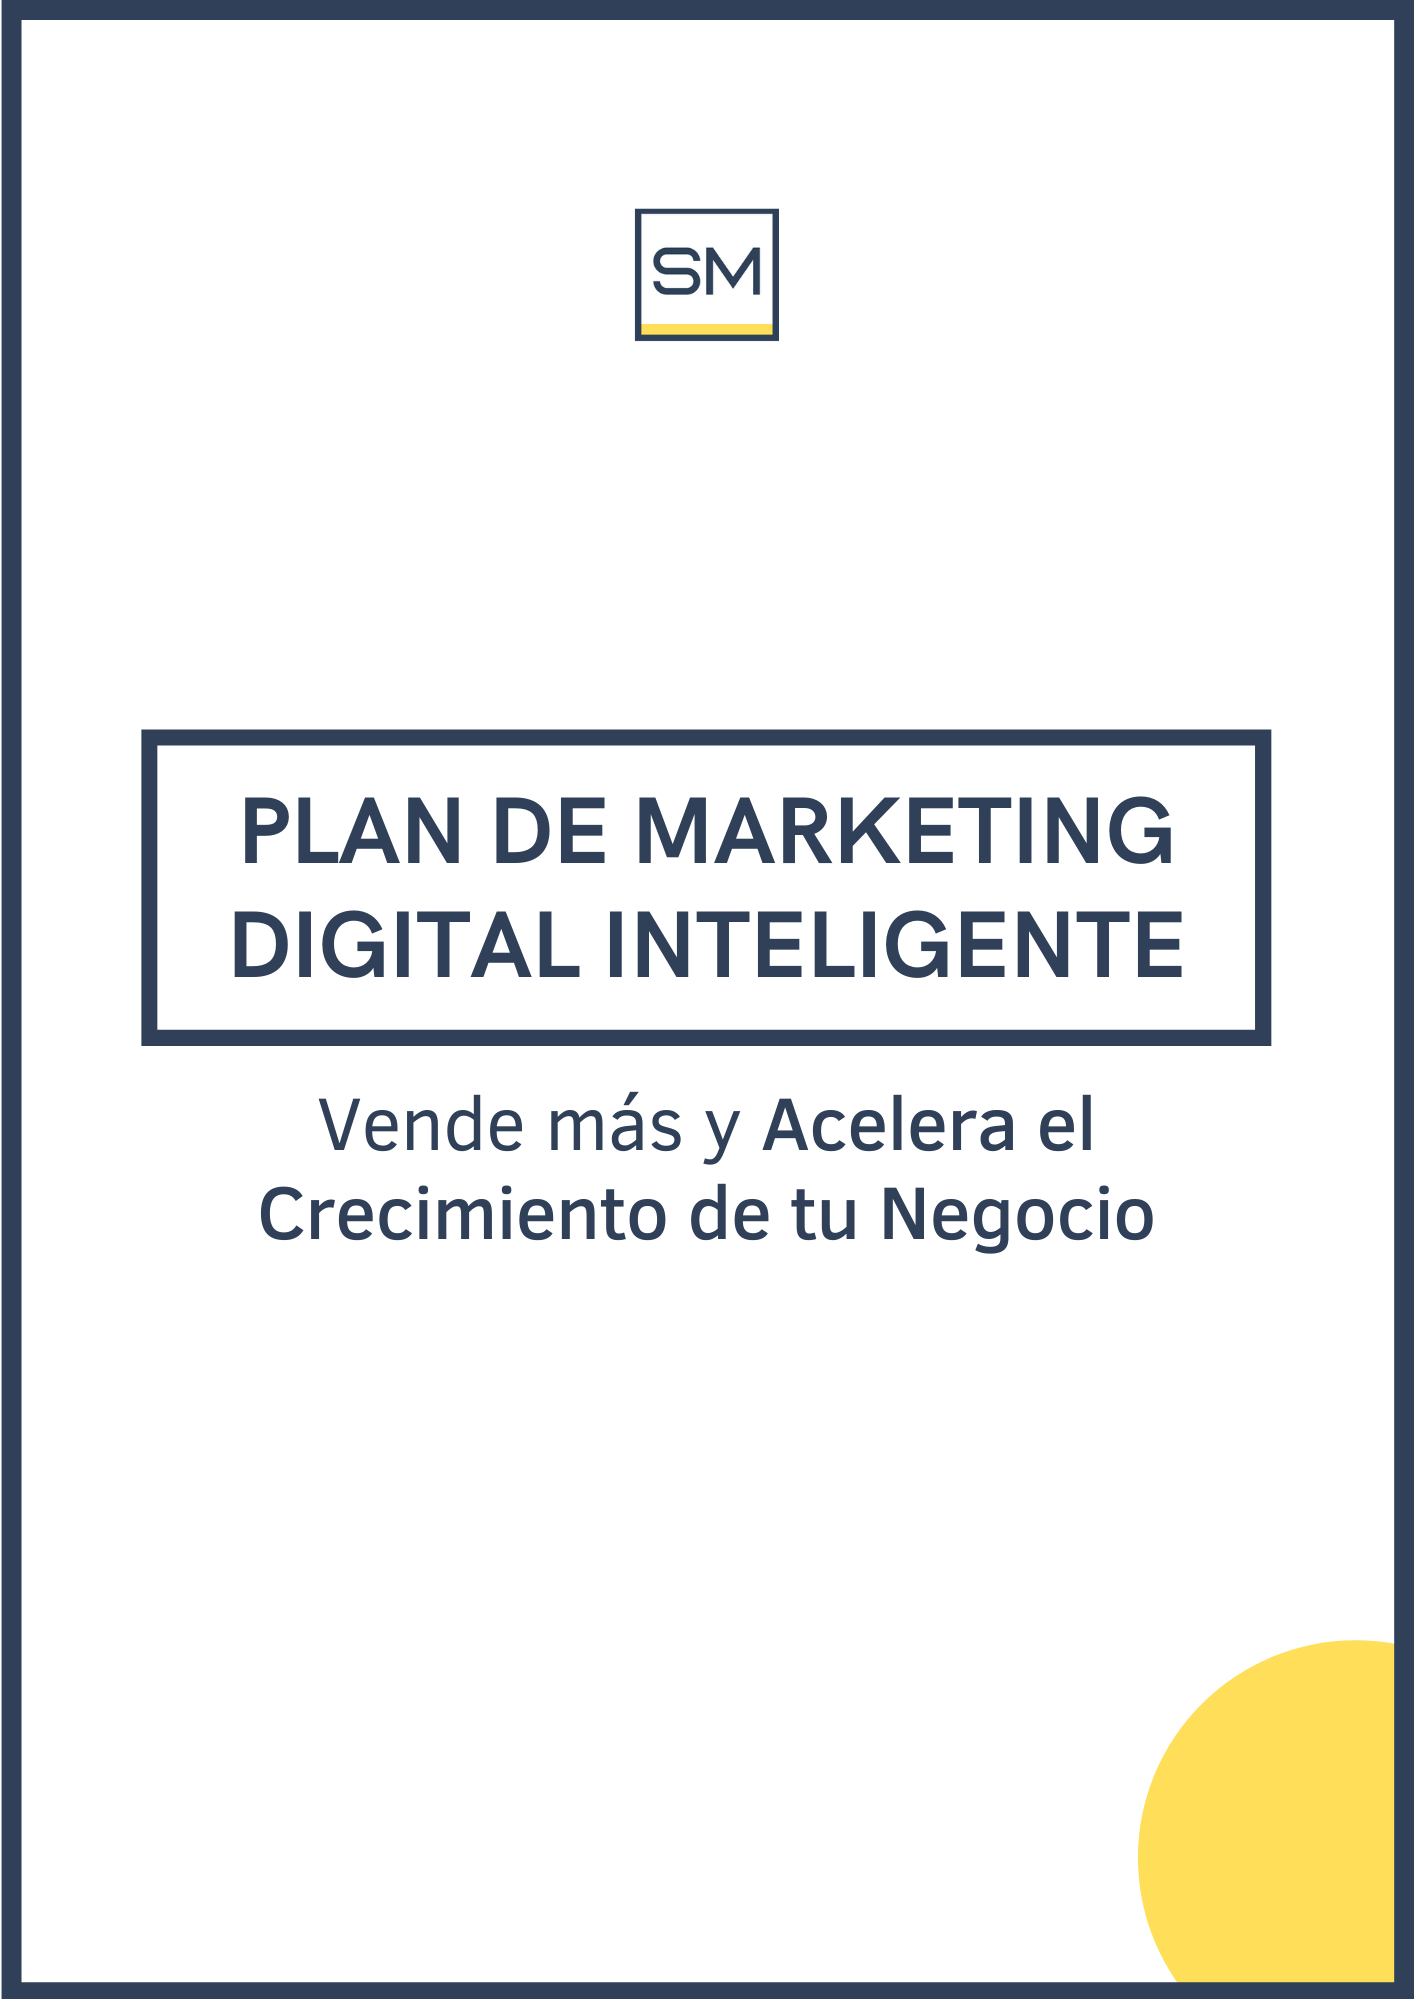 SM
PLAN DE MARKETING
DIGITAL INTELIGENTE
Vende más y Acelera el
Crecimiento de tu Negocio